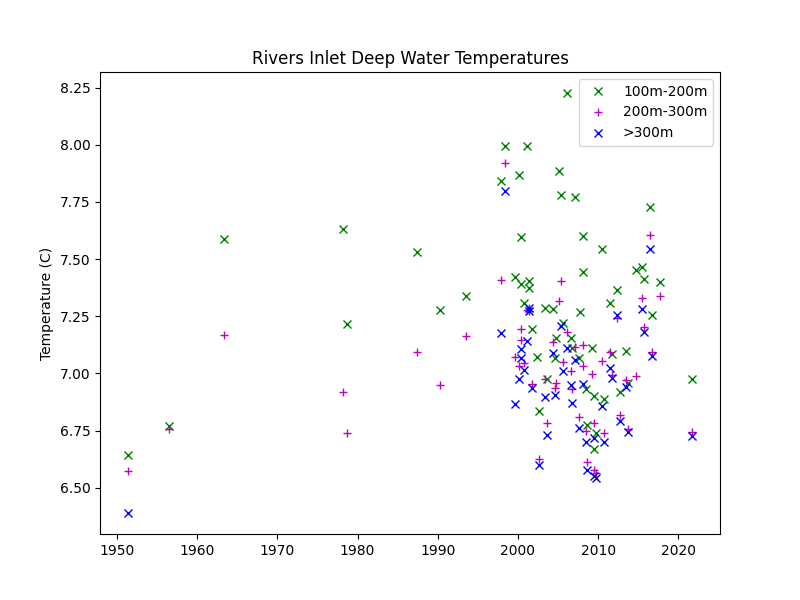 Rivers Inlet Deep Water Temperatures
100m-200m
200m-300m
>300m
Temperature (C)
8.25
8.00
7.75
7.50
7.25
7.00
6.75
6.50
1950 1960 1970 1980 1990 2000 2010 2020